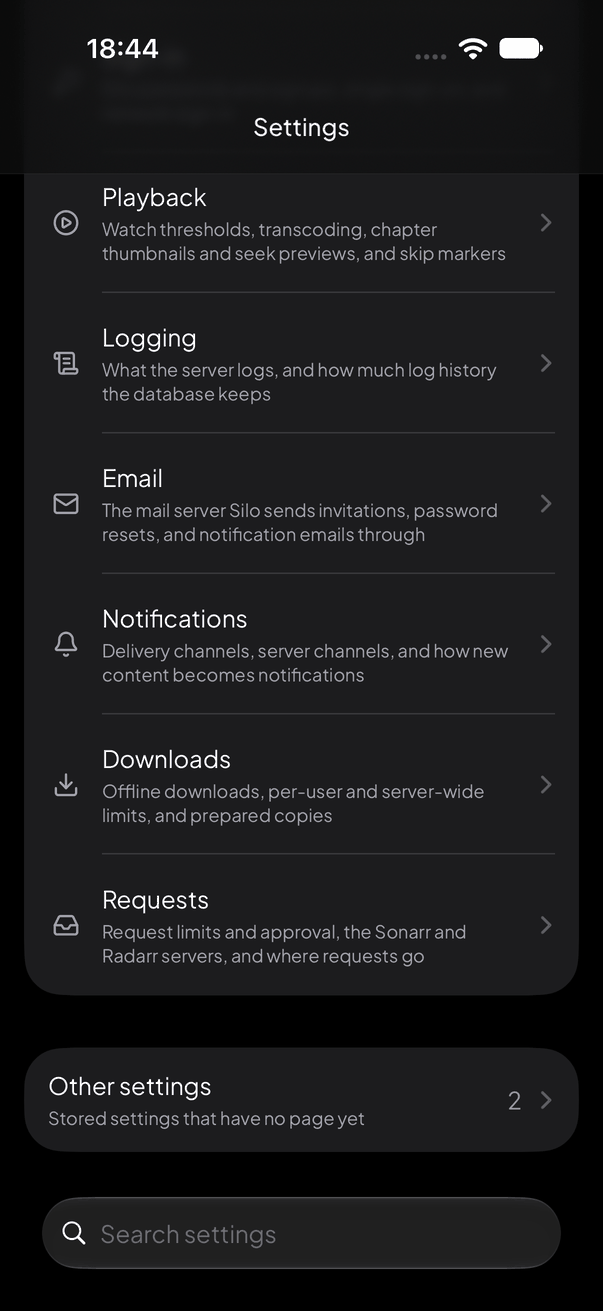 18:44
Settings
Playback
Watch thresholds, transcoding, chapter
thumbnails and seek previews, and skip markers
Logging
What the server logs, and how much log history
the database keeps
Email
The mail server Silo sends invitations, password
resets, and notification emails through
Notifications
Delivery channels, server channels, and how new
content becomes notifications
Downloads
Offline downloads, per-user and server-wide
limits, and prepared copies
Requests
Request limits and approval, the Sonarr and
Radarr servers, and where requests go
Other settings
Stored settings that have no page yet
2
Search settings